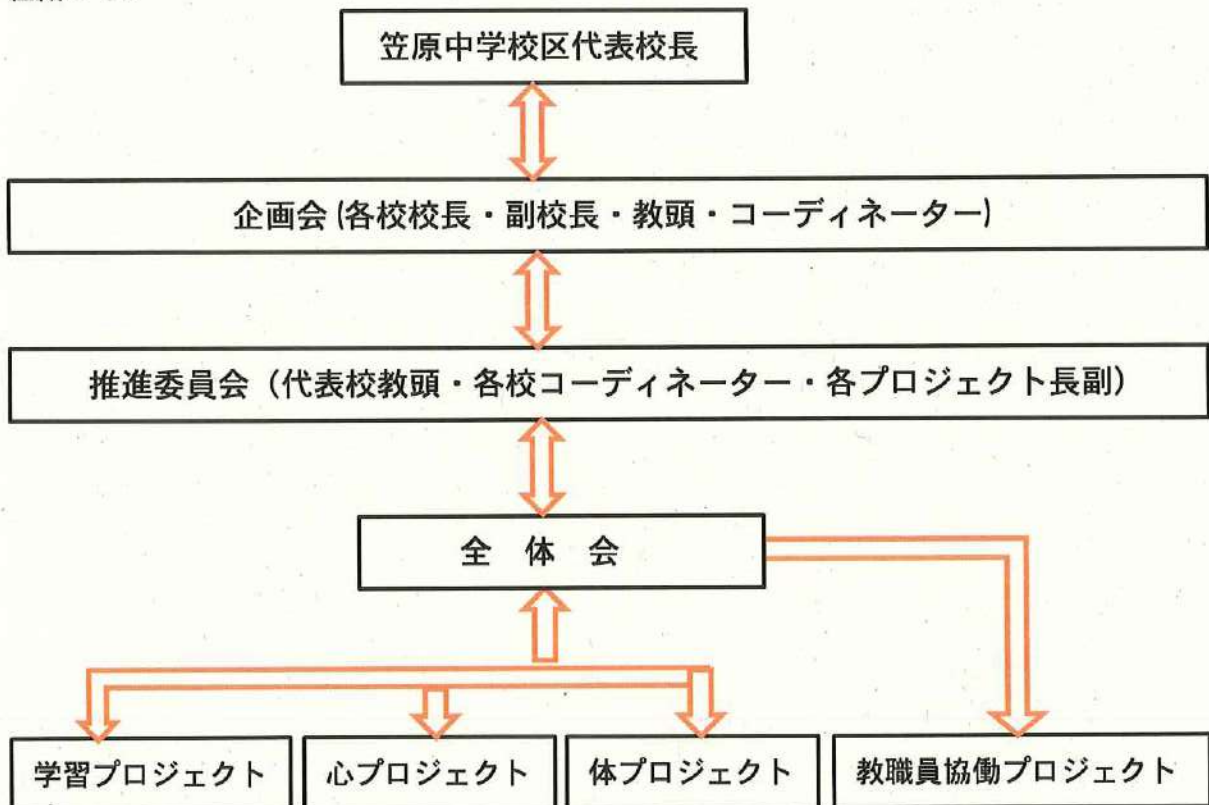 笠原中学校区代表校長
企画会(各校校長・副校長・教頭・コーディネーター)
推進委員会（代表校教頭・各校コーディネーター・各プロジェクト長副）
全 体 会
学習プロジェクト
心プロジェクト
体プロジェクト
教職員協働プロジェクト